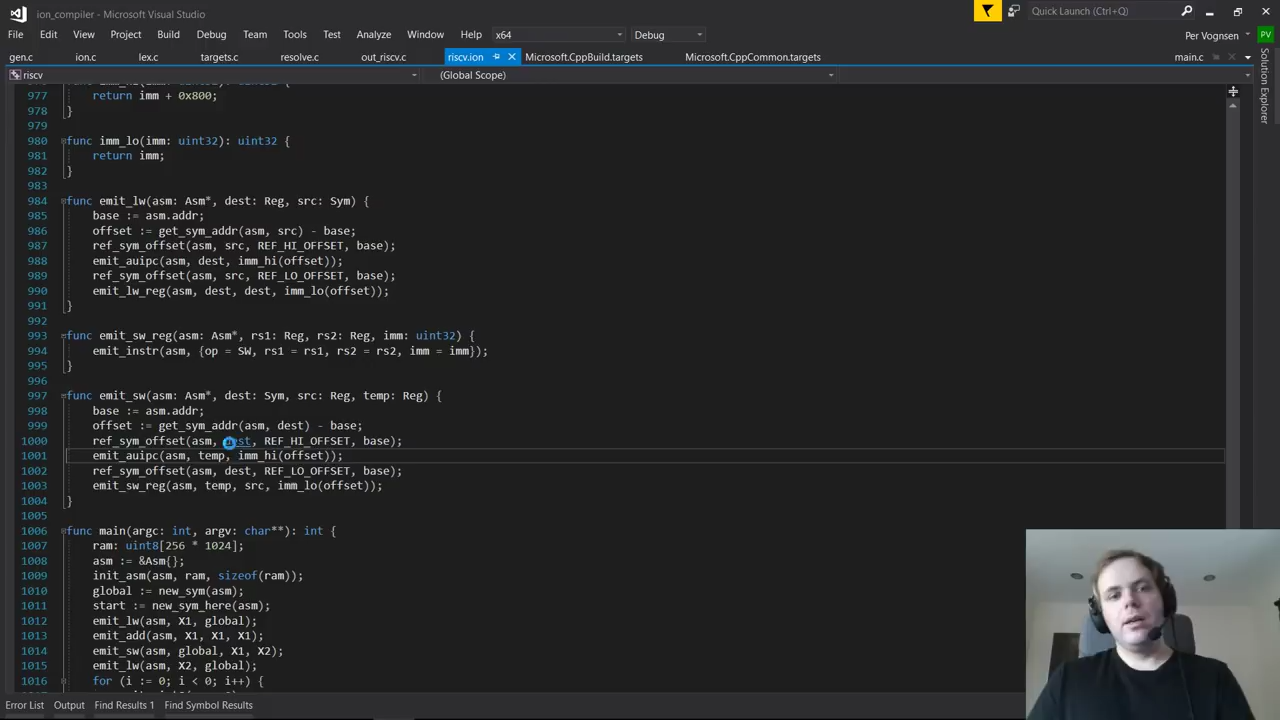 ion_compiler - Microsoft Visual Studio
Quick Launch (Ctrl+Q)
File Edit View Project Build Debug Team Tools Test Analyze Window Help x64 Debug
Per Vognsen PV
gen.c ion.c lex.c targets.c resolve.c out_riscv.c riscv.ion Microsoft.CppBuild.targets Microsoft.CppCommon.targets main.c
riscv (Global Scope)
Solution Explorer
977 return imm + 0x800;
978 }
979
980 func imm_lo(imm: uint32): uint32 {
981 return imm;
982 }
983
984 func emit_lw(asm: Asm*, dest: Reg, src: Sym) {
985 base := asm.addr;
986 offset := get_sym_addr(asm, src) - base;
987 ref_sym_offset(asm, src, REF_HI_OFFSET, base);
988 emit_auipc(asm, dest, imm_hi(offset));
989 ref_sym_offset(asm, src, REF_LO_OFFSET, base);
990 emit_lw_reg(asm, dest, dest, imm_lo(offset));
991 }
992
993 func emit_sw_reg(asm: Asm*, rs1: Reg, rs2: Reg, imm: uint32) {
994 emit_instr(asm, {op = SW, rs1 = rs1, rs2 = rs2, imm = imm});
995 }
996
997 func emit_sw(asm: Asm*, dest: Sym, src: Reg, temp: Reg) {
998 base := asm.addr;
999 offset := get_sym_addr(asm, dest) - base;
1000 ref_sym_offset(asm, dest, REF_HI_OFFSET, base);
1001 emit_auipc(asm, temp, imm_hi(offset));
1002 ref_sym_offset(asm, dest, REF_LO_OFFSET, base);
1003 emit_sw_reg(asm, temp, src, imm_lo(offset));
1004 }
1005
1006 func main(argc: int, argv: char**): int {
1007 ram: uint8[256 * 1024];
1008 asm := &Asm{};
1009 init_asm(asm, ram, sizeof(ram));
1010 global := new_sym(asm);
1011 start := new_sym_here(asm);
1012 emit_lw(asm, X1, global);
1013 emit_add(asm, X1, X1, X1);
1014 emit_sw(asm, global, X1, X2);
1015 emit_lw(asm, X2, global);
1016 for (i := 0; i < 0; i++) {
Error List Output Find Results 1 Find Symbol Results